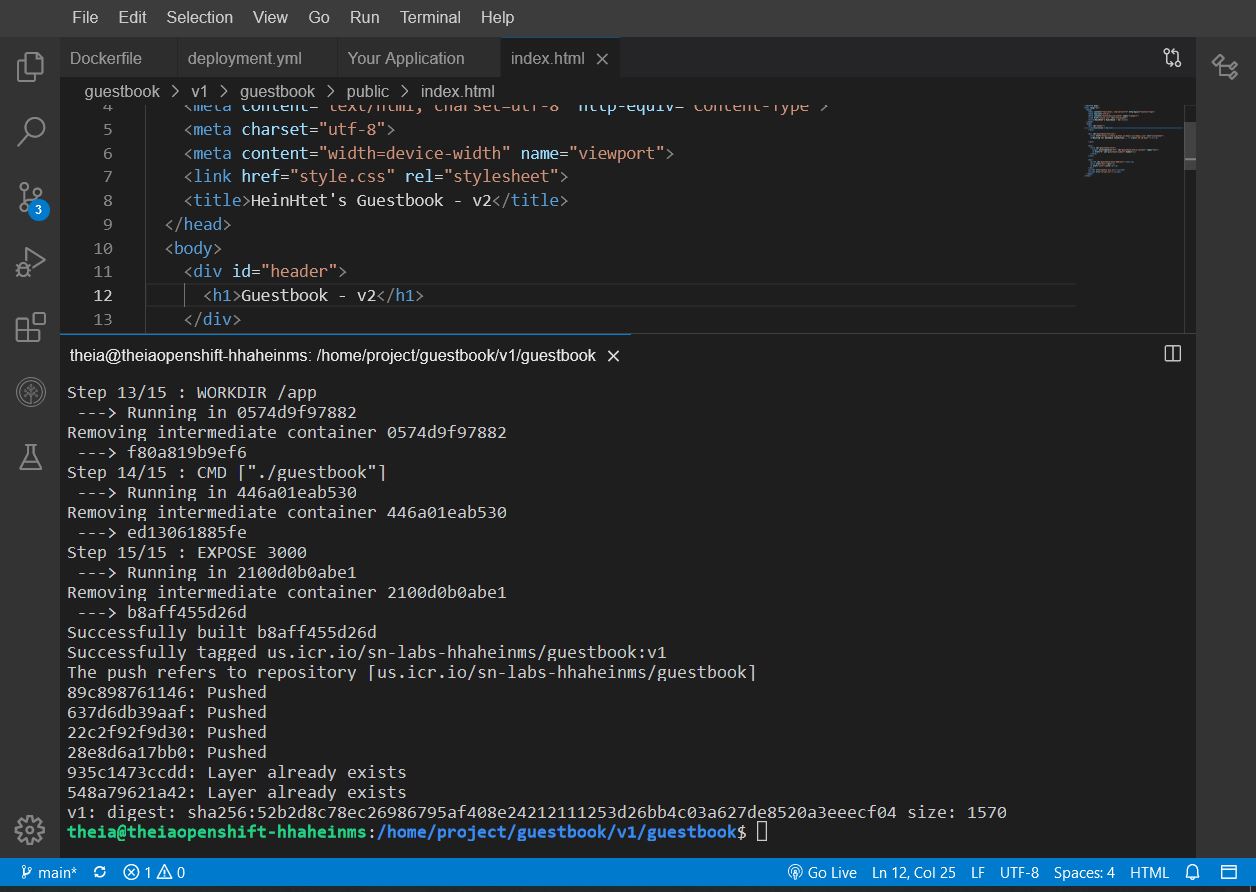 File Edit Selection View Go Run Terminal Help
Dockerfile deployment.yml Your Application index.html
guestbook > v1 > guestbook > public > index.html
4 <meta content="text/html; charset=utf-8" http-equiv="Content-Type">
5 <meta charset="utf-8">
6 <meta content="width=device-width" name="viewport">
7 <link href="style.css" rel="stylesheet">
8 <title>HeinHtet's Guestbook - v2</title>
9 </head>
10 <body>
11 <div id="header">
12 <h1>Guestbook - v2</h1>
13 </div>
3
theia@theiaopenshift-hhaheinms: /home/project/guestbook/v1/guestbook
Step 13/15 : WORKDIR /app
---> Running in 0574d9f97882
Removing intermediate container 0574d9f97882
---> f80a819b9ef6
Step 14/15 : CMD ["./guestbook"]
---> Running in 446a01eab530
Removing intermediate container 446a01eab530
---> ed13061885fe
Step 15/15 : EXPOSE 3000
---> Running in 2100d0b0abe1
Removing intermediate container 2100d0b0abe1
---> b8aff455d26d
Successfully built b8aff455d26d
Successfully tagged us.icr.io/sn-labs-hhaheinms/guestbook:v1
The push refers to repository [us.icr.io/sn-labs-hhaheinms/guestbook]
89c898761146: Pushed
637d6db39aaf: Pushed
22c2f92f9d30: Pushed
28e8d6a17bb0: Pushed
935c1473ccdd: Layer already exists
548a79621a42: Layer already exists
v1: digest: sha256:52b2d8c78ec26986795af408e24212111253d26bb4c03a627de8520a3eeecf04 size: 1570
theia@theiaopenshift-hhaheinms:/home/project/guestbook/v1/guestbook$
main* 1 0 Go Live Ln 12, Col 25 LF UTF-8 Spaces: 4 HTML